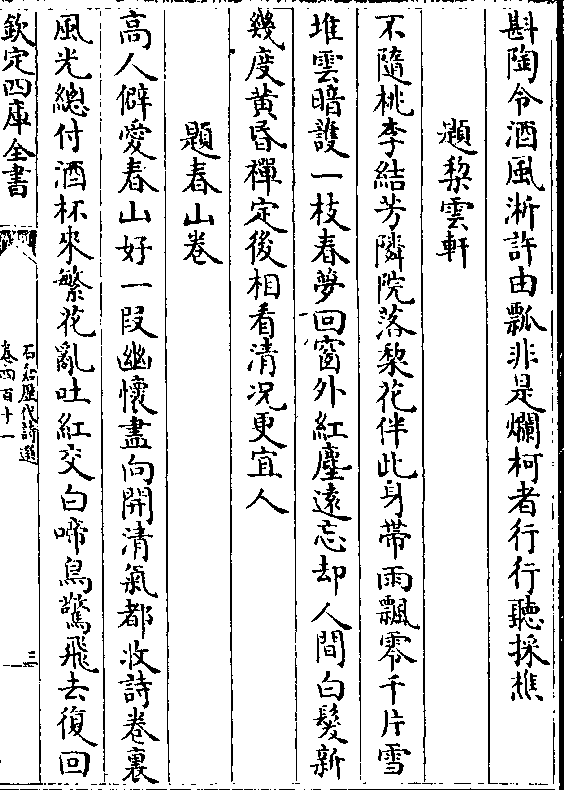 斟陶令酒風淅許由瓢非是爛柯者行行聽採樵
題棃雲軒
不隨桃李結芳隣院落棃花伴此身帶雨飄零千片雪
堆雲暗護一枝春夢回窗外紅塵遠忘却人間白髮新
幾度黄昏禪定後相看清况更宜人
題春山卷
高人僻愛春山好一段幽懷盡向開清氣都收詩卷裏
風光總付酒杯來繁花亂吐紅交白啼鳥驚飛去復回
欽定四庫全書
石倉歴代詩選
卷四百十一
三